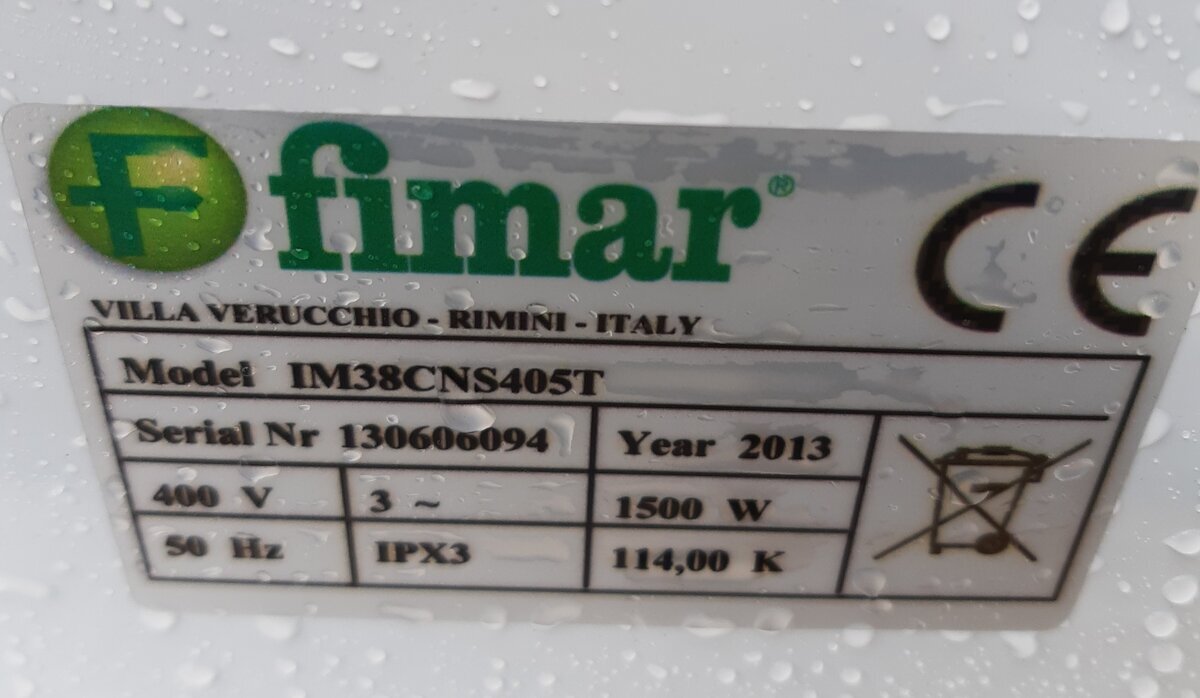 F fimar®
CE
VILLA VERUCCHIO - RIMINI - ITALY
Model IM38CNS405T
Serial Nr 130606094 Year 2013
400 V 3 ~ 1500 W
50 Hz IPX3 114,00 K